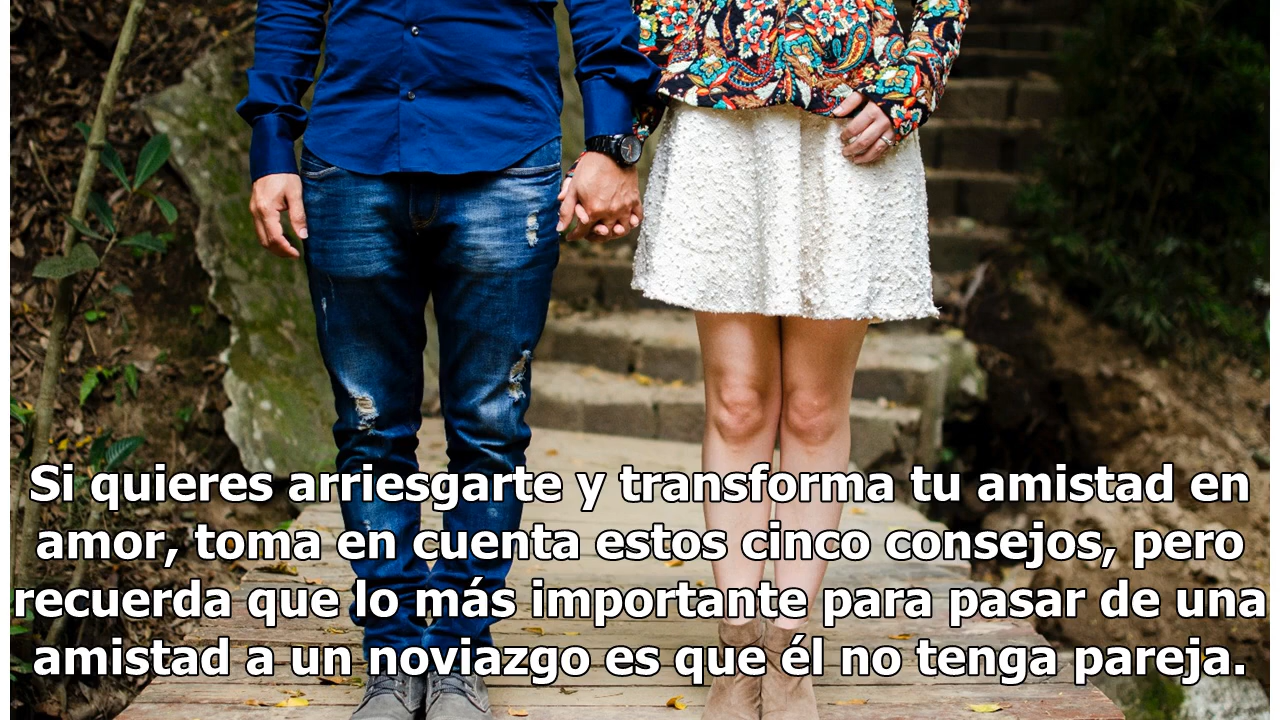 Si quieres arriesgarte y transforma tu amistad en
amor, toma en cuenta estos cinco consejos, pero
recuerda que lo más importante para pasar de una
amistad a un noviazgo es que él no tenga pareja.